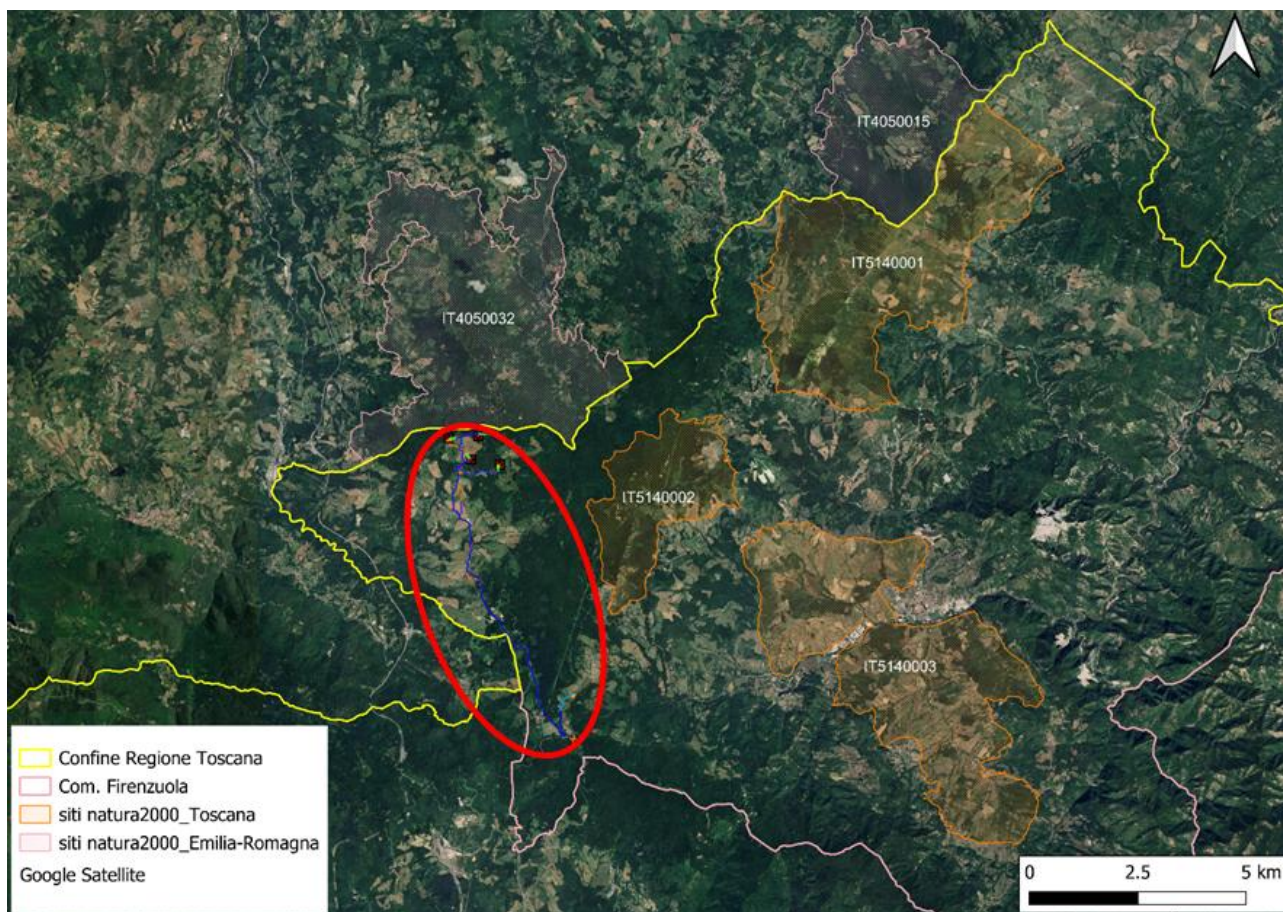 IT4050015
IT5140001
IT4050032
IT5140002
IT5140003
Confine Regione Toscana
Com. Firenzuola
siti natura2000_Toscana
siti natura2000_Emilia-Romagna
Google Satellite
0 2.5 5 km